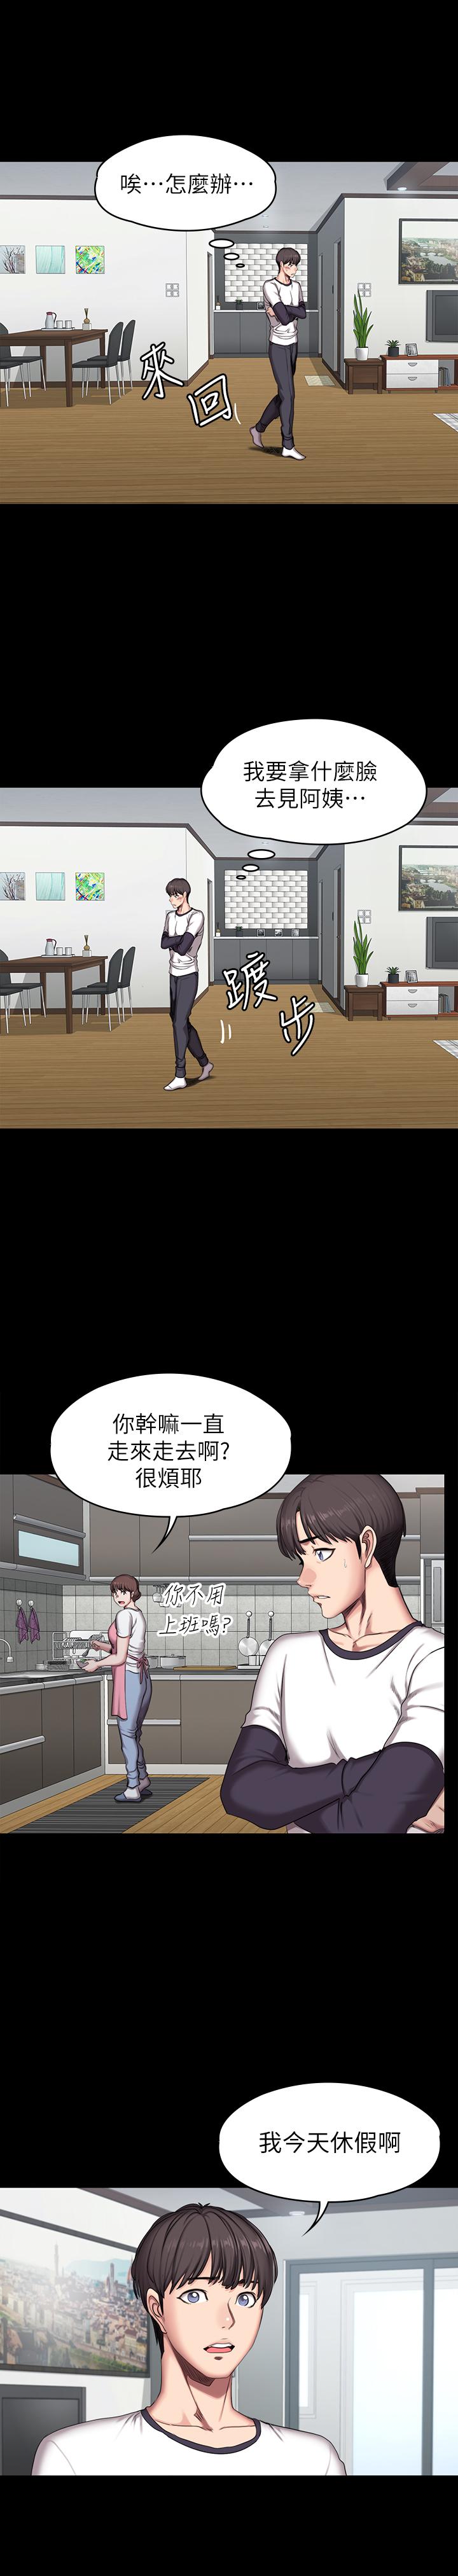 唉⋯怎麼辦⋯
來回
我要拿什麼臉
去見阿姨⋯
踱步
你幹嘛一直
走來走去啊?
很煩耶
你不用
上班嗎?
我今天休假啊